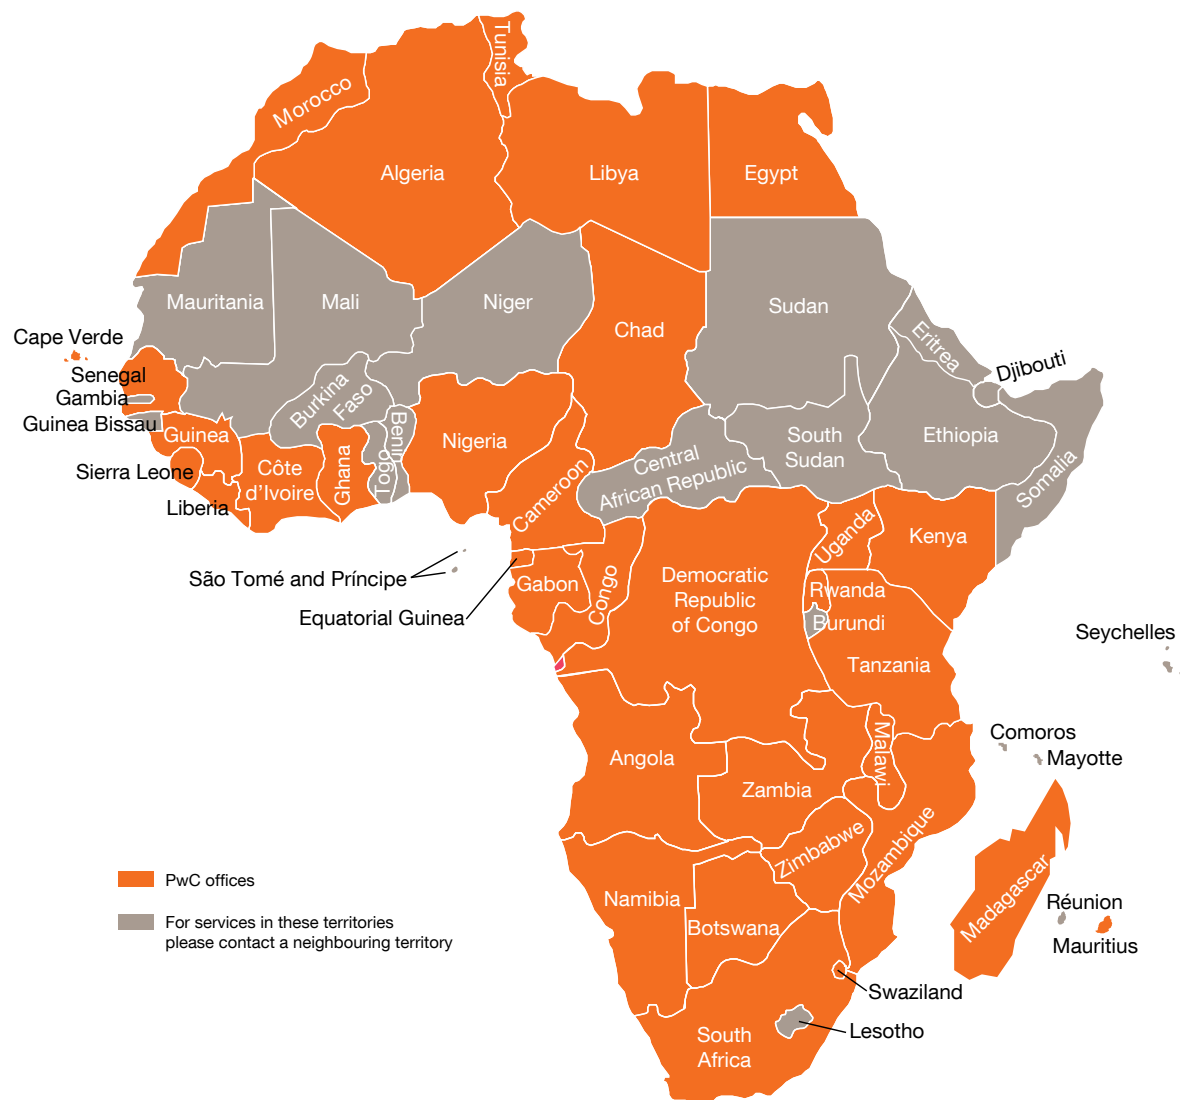 Tunisia
Morocco
Algeria
Libya
Egypt
Mauritania
Mali
Niger
Chad
Sudan
Eritrea
Djibouti
Cape Verde
Senegal
Gambia
Guinea Bissau
Guinea
Sierra Leone
Liberia
Côte
d'Ivoire
Burkina
Faso
Ghana
Togo
Benin
Nigeria
Cameroon
Central
African Republic
South
Sudan
Ethiopia
Somalia
São Tomé and Príncipe
Equatorial Guinea
Gabon
Congo
Democratic
Republic
of Congo
Uganda
Kenya
Rwanda
Burundi
Tanzania
Seychelles
Comoros
Mayotte
Angola
Zambia
Malawi
Mozambique
Zimbabwe
Namibia
Botswana
Madagascar
Réunion
Mauritius
Swaziland
Lesotho
South
Africa
PwC offices
For services in these territories
please contact a neighbouring territory